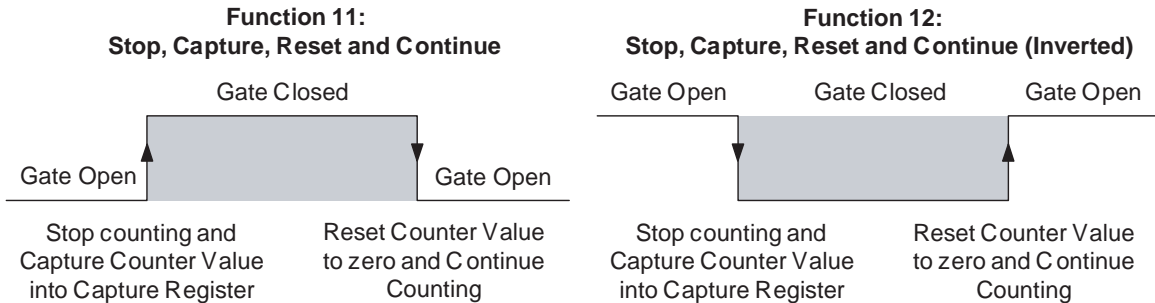 Function 11:
Stop, Capture, Reset and Continue
Gate Closed
Gate Open
Gate Open
Stop counting and
Capture Counter Value
into Capture Register
Reset Counter Value
to zero and Continue
Counting
Function 12:
Stop, Capture, Reset and Continue (Inverted)
Gate Open
Gate Closed
Gate Open
Stop counting and
Capture Counter Value
into Capture Register
Reset Counter Value
to zero and Continue
Counting